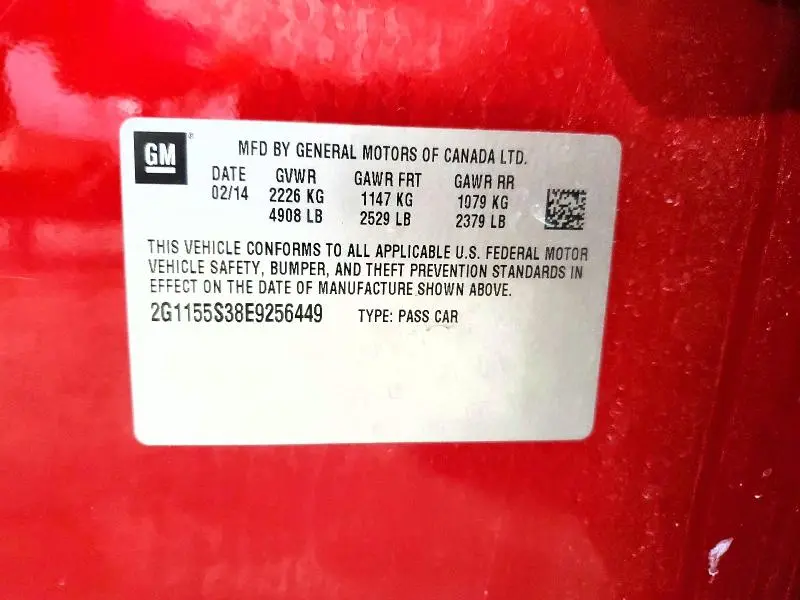 GM ® MFD BY GENERAL MOTORS OF CANADA LTD.
DATE GVWR GAWR FRT GAWR RR
02/14 2226 KG 1147 KG 1079 KG
4908 LB 2529 LB 2379 LB
THIS VEHICLE CONFORMS TO ALL APPLICABLE U.S. FEDERAL MOTOR
VEHICLE SAFETY, BUMPER, AND THEFT PREVENTION STANDARDS IN
EFFECT ON THE DATE OF MANUFACTURE SHOWN ABOVE.
2G1155S38E9256449 TYPE: PASS CAR